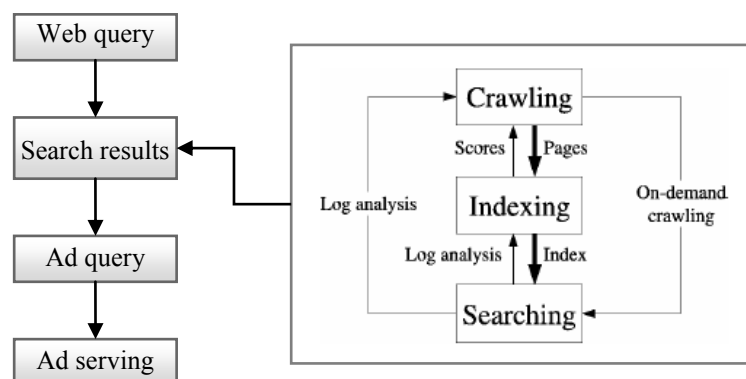 Web query
Search results
Ad query
Ad serving
Crawling
Scores
Pages
Log analysis
Indexing
On-demand
crawling
Log analysis
Index
Searching